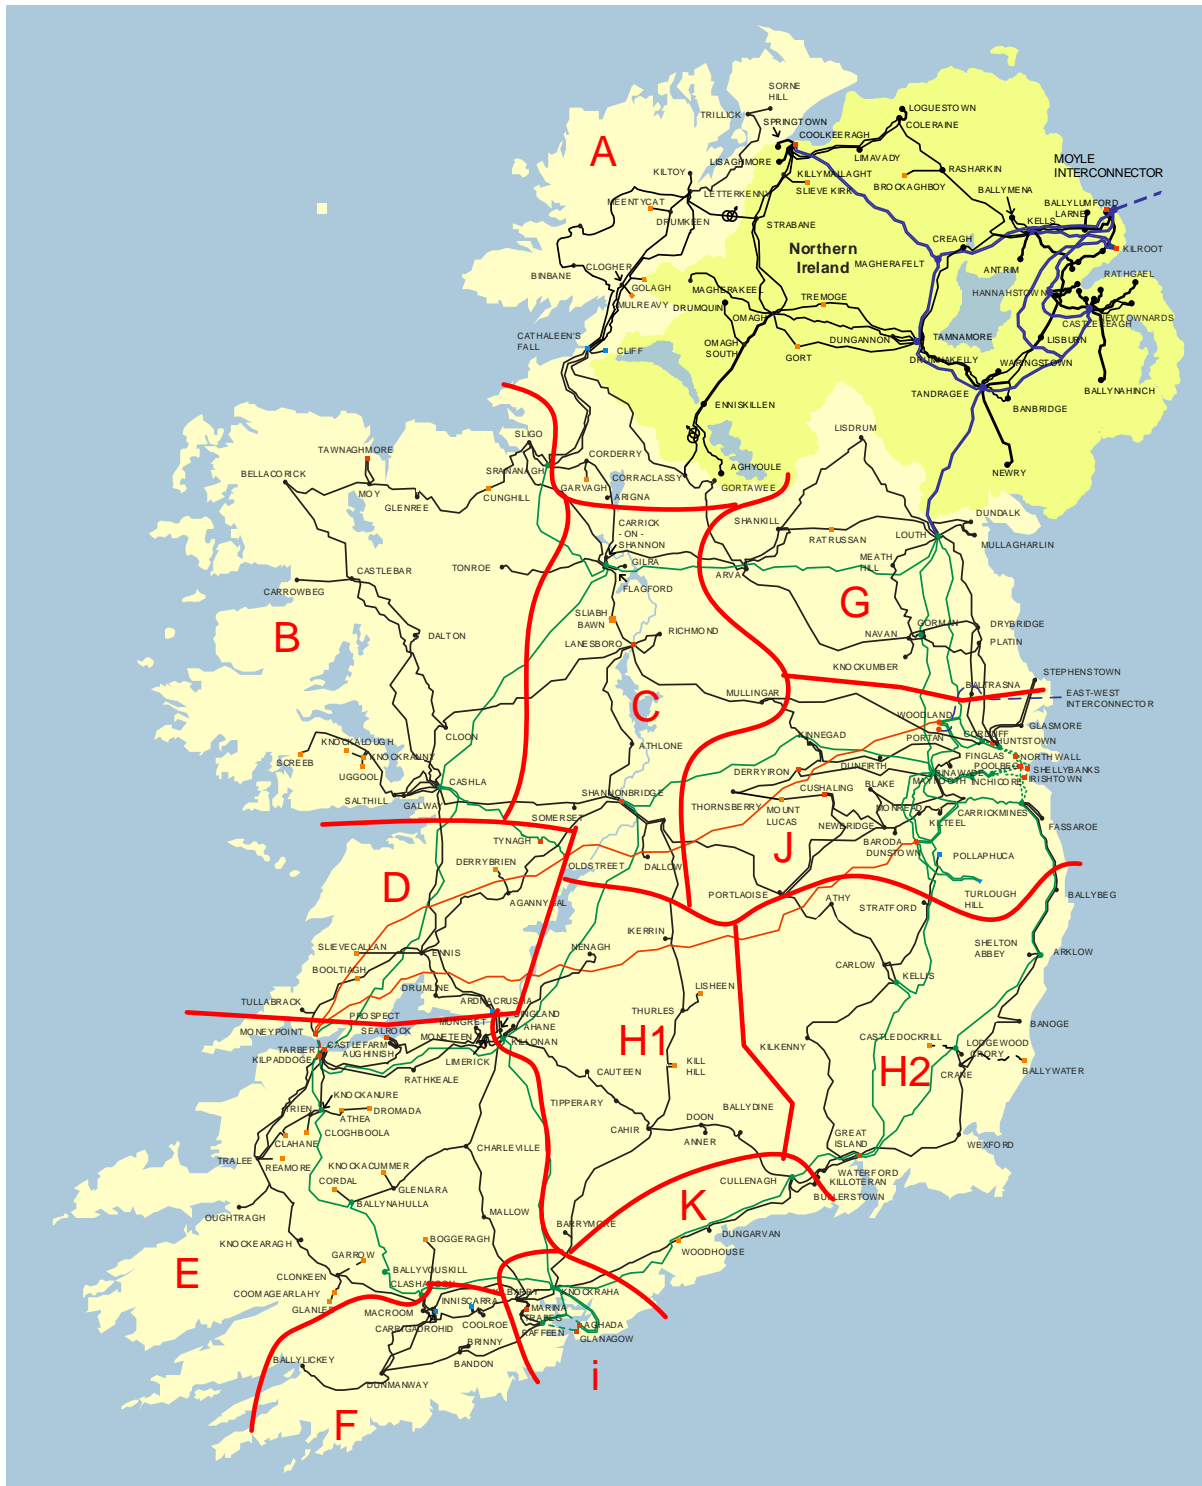 SORNE
HILL
TRILLICK
SPRINGTOWN
COOLKEERAGH
LOGUESTOWN
COLERAINE
A
LISAGHMORE
LIMAVADY
RASHARKIN
MOYLE
INTERCONNECTOR
KILTOY
KILLYMALLAGHT
SLIEVE KIRK
BROCKAGHBOY
BALLYMENA
LETTERKENNY
MEENTYCAT
DRUMKEEN
STRABANE
BALLYLUMFORD
LARNE
KELLS
CREAGH
KILROOT
Northern
Ireland
MAGHERAFELT
ANTRIM
RATHGAEL
BINBANE
CLOGHER
GOLAGH
MULREAVY
MAGHERAKEEL
DRUMQUIN
TREMOGE
HANNAHSTOWN
NEWTOWNARDS
CASTLEREAGH
OMAGH
CATHALEEN'S
FALL
CLIFF
OMAGH
SOUTH
GORT
DUNGANNON
TAMNAMORE
LISBURN
DRUMNAKELLY
WARINGSTOWN
TANDRAGEE
BALLYNAHINCH
BANBRIDGE
ENNISKILLEN
LISDRUM
SLIGO
TAWNAGHMORE
BELLACORICK
SRANANAGH
CORDERRY
CORRACLASSY
AGHYOULE
NEWRY
MOY
GLENREE
CUNGHILL
GARVAGH
ARIGNA
GORTAWEE
CARRICK
- ON -
SHANNON
SHANKILL
RATRUSSAN
LOUTH
DUNDALK
MULLAGHARLIN
MEATH
HILL
TONROE
GILRA
FLAGFORD
ARVA
CASTLEBAR
CARROWBEG
B
DALTON
SLIABH
BAWN
LANESBORO
RICHMOND
G
GORMAN
NAVAN
DRYBRIDGE
PLATIN
KNOCKUMBER
STEPHENSTOWN
BALTRASNA
EAST-WEST
INTERCONNECTOR
C
MULLINGAR
WOODLAND
PORTAN
CORDUFF
GLASMORE
HUNTSTOWN
CLOON
KNOCKALOUGH
KNOCKRANNY
SCREEB
UGGOOL
ATHLONE
KINNEGAD
DUNFIRTH
FINGLAS
NORTH WALL
POOLBEG
SHELLYBANKS
IRISHTOWN
INCHICORE
MAYNOOTH
DERRYIRON
CUSHALING
BLAKE
CASHLA
SALTHILL
GALWAY
SHANNONBRIDGE
SOMERSET
THORNSBERRY
MOUNT
LUCAS
NEWBRIDGE
MONREAD
KILTEEL
CARRICKMINES
FASSAROE
TYNAGH
DERRYBRIEN
OLDSTREET
DALLOW
J
BARODA
DUNSTOWN
POLLAPHUCA
D
AGANNYGAL
PORTLAOISE
ATHY
STRATFORD
TURLOUGH
HILL
BALLYBEG
IKERRIN
SLIEVECALLAN
BOOLTIAGH
ENNIS
NENAGH
SHELTON
ABBEY
ARKLOW
CARLOW
KELLIS
TULLABRACK
DRUMLINE
ARDNACRUSHA
SINGLAND
AHANE
LISHEEN
THURLES
MONEYPOINT
PROSPECT
SEALROCK
MUNGRET
MONETEEN
KILLONAN
LIMERICK
TARBERT
KILPADDOGE
CASTLEFARM
AUGHINISH
RATHKEALE
H1
KILL
HILL
KILKENNY
H2
CASTLEDOCKRILL
BANOGE
LODGEWOOD
CRORY
CRANE
BALLYWATER
CAUTEEN
TIPPERARY
KNOCKANURE
TRIEN
ATHEA
DROMADA
CLOGHBOOLA
CLAHANE
TRALEE
REAMORE
CHARLEVILLE
CAHIR
DOON
ANNER
BALLYDINE
GREAT
ISLAND
WEXFORD
KNOCKACUMMER
CORDAL
GLENLARA
BALLYNAHULLA
OUGHTRAGH
CULLENAGH
WATERFORD
KILLOTERAN
BUTLERSTOWN
K
MALLOW
BARRYMORE
DUNGARVAN
WOODHOUSE
KNOCKEARAGH
GARROW
BOGGERAGH
E
CLONKEEN
BALLYVOUSKILL
CLASHAVOON
COOMAGEARLAHY
GLANLEE
KILBARRY
KNOCKRAHA
MACROOM
INNISCARRA
CARRIGADROHID
COOLROE
MARINA
TRABEG
RAFFEEN
AGHADA
GLANAGOW
BRINNY
BANDON
BALLYLICKEY
DUNMANWAY
i
F